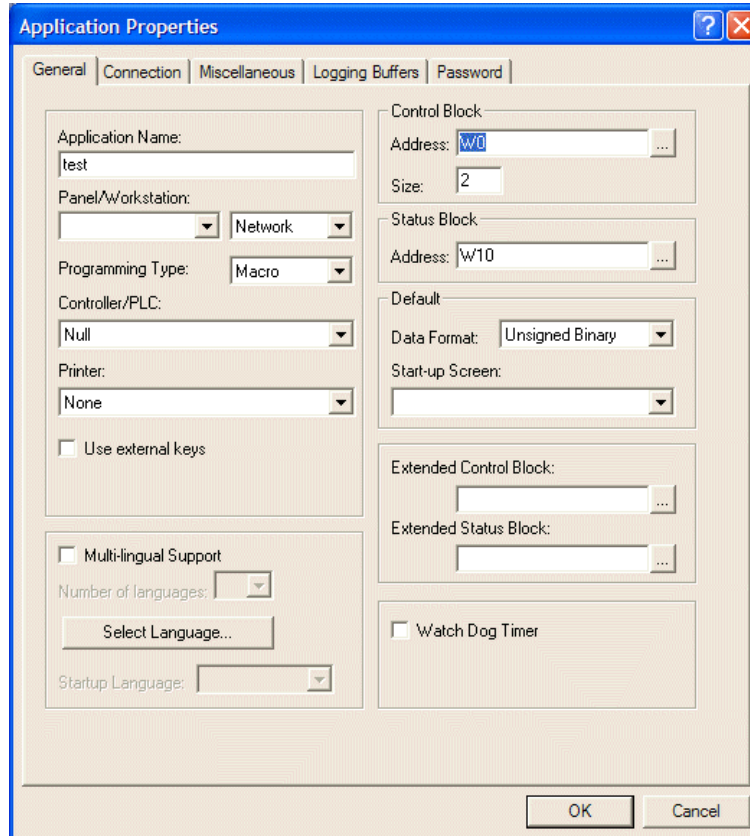 Application Properties
General Connection Miscellaneous Logging Buffers Password
Application Name:
test
Panel/Workstation:
Network
Programming Type: Macro
Controller/PLC:
Null
Printer:
None
Use external keys
Multi-lingual Support
Number of languages:
Select Language...
Startup Language:
Control Block
Address: W0 ...
Size: 2
Status Block
Address: W10 ...
Default
Data Format: Unsigned Binary
Start-up Screen:
Extended Control Block:
...
Extended Status Block:
...
Watch Dog Timer
OK Cancel